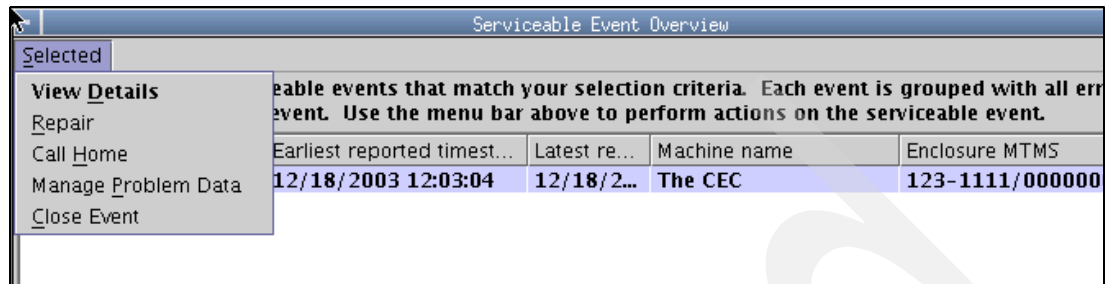 Serviceable Event Overview
Selected
View Details
Repair
Call Home
Manage Problem Data
Close Event
eable events that match your selection criteria. Each event is grouped with all err
event. Use the menu bar above to perform actions on the serviceable event.
Earliest reported timest... Latest re... Machine name Enclosure MTMS
12/18/2003 12:03:04 12/18/2... The CEC 123-1111/000000